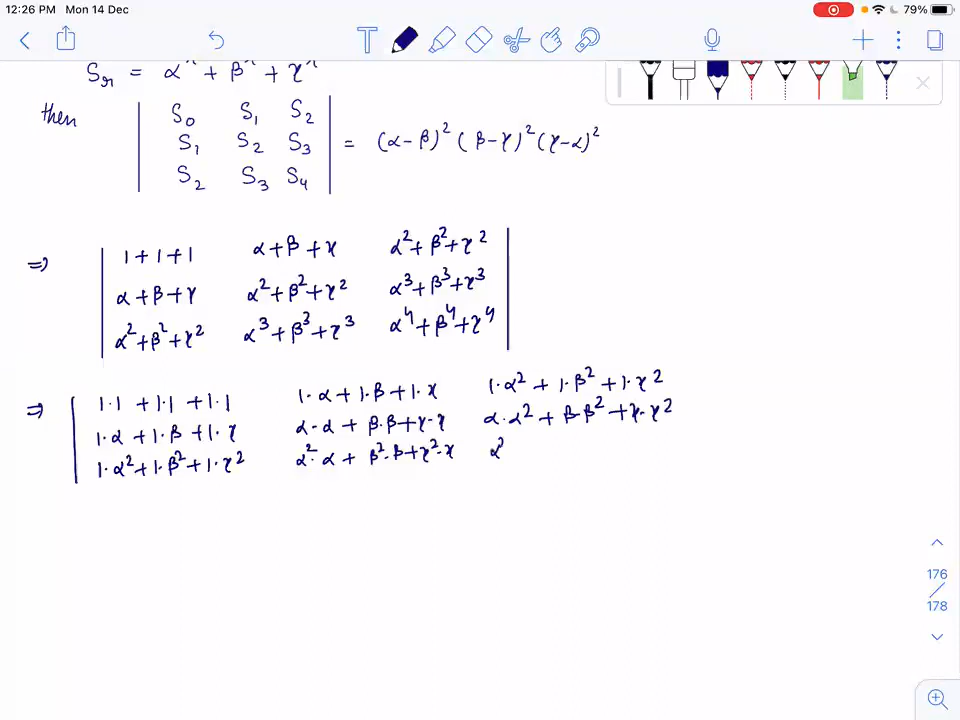 12:26 PM Mon 14 Dec 79%
Sr = α^r + β^r + γ^r
then | S0 S1 S2 |
| S1 S2 S3 | = (α-β)² (β-γ)² (γ-α)²
| S2 S3 S4 |
⇒ | 1+1+1 α+β+γ α²+β²+γ² |
| α+β+γ α²+β²+γ² α³+β³+γ³ |
| α²+β²+γ² α³+β³+γ³ α⁴+β⁴+γ⁴ |
⇒ | 1·1 + 1·1 + 1·1 1·α + 1·β + 1·γ 1·α² + 1·β² + 1·γ²
| 1·α + 1·β + 1·γ α·α + β·β + γ·γ α·α² + β·β² + γ·γ²
| 1·α² + 1·β² + 1·γ² α²·α + β²·β + γ²·γ α²
176
/
178